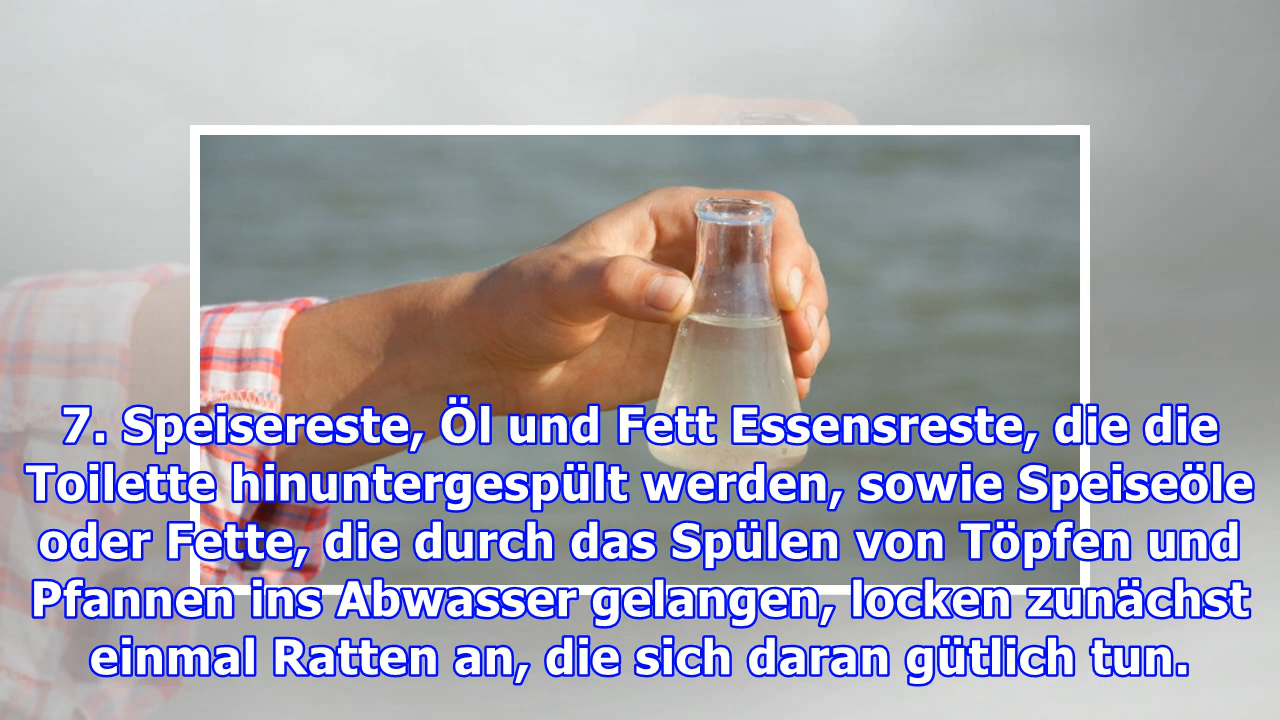 7. Speisereste, Öl und Fett Essensreste, die die
Toilette hinuntergespült werden, sowie Speiseöle
oder Fette, die durch das Spülen von Töpfen und
Pfannen ins Abwasser gelangen, locken zunächst
einmal Ratten an, die sich daran gütlich tun.